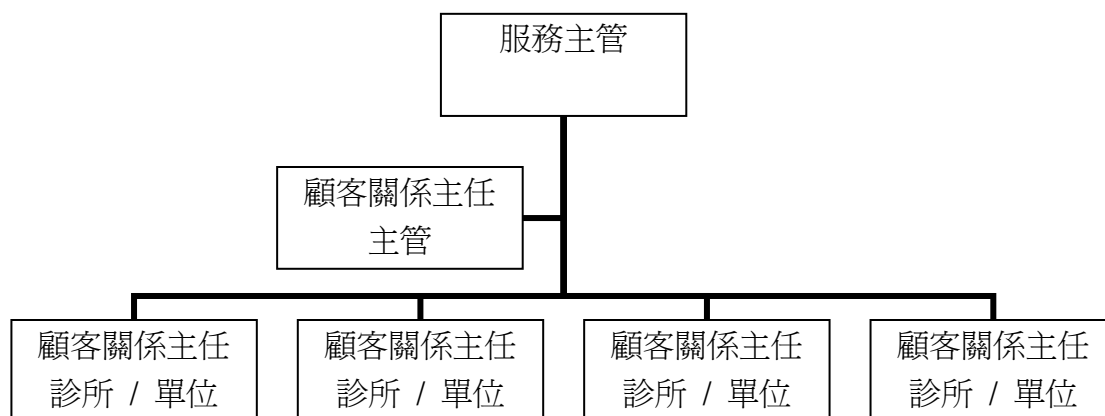 服務主管
顧客關係主任
主管
顧客關係主任
診所 / 單位
顧客關係主任
診所 / 單位
顧客關係主任
診所 / 單位
顧客關係主任
診所 / 單位